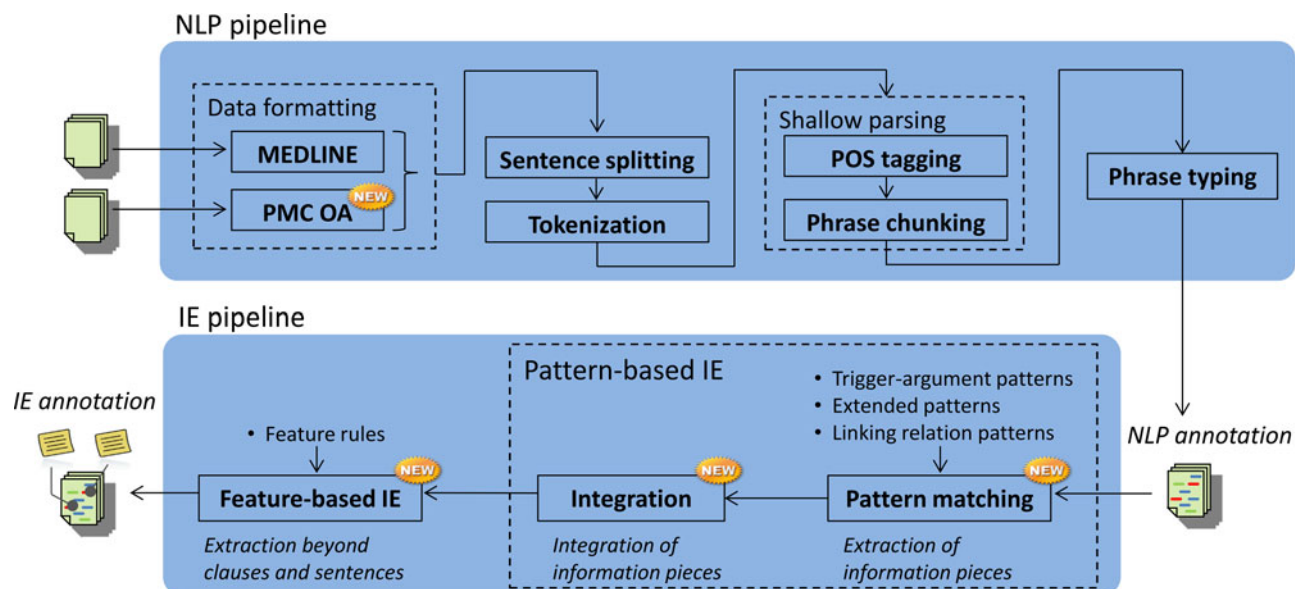 NLP pipeline
Data formatting
MEDLINE
PMC OA
NEW
Sentence splitting
Tokenization
Shallow parsing
POS tagging
Phrase chunking
Phrase typing
NLP annotation
IE pipeline
Pattern-based IE
• Trigger-argument patterns
• Extended patterns
• Linking relation patterns
Pattern matching
NEW
Extraction of
information pieces
Integration
NEW
Integration of
information pieces
• Feature rules
Feature-based IE
NEW
Extraction beyond
clauses and sentences
IE annotation